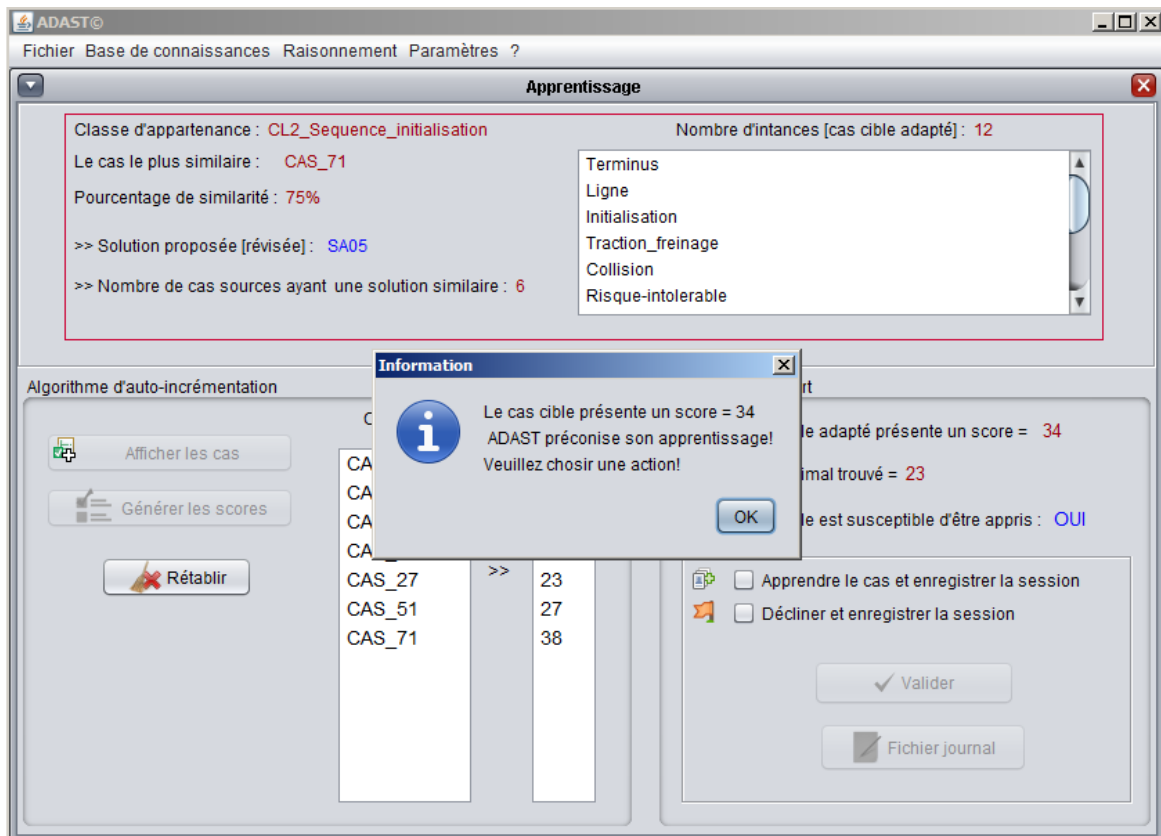 ADAST©
Fichier Base de connaissances Raisonnement Paramètres ?
Apprentissage
Classe d'appartenance : CL2_Sequence_initialisation
Le cas le plus similaire : CAS_71
Pourcentage de similarité : 75%
>> Solution proposée [révisée] : SA05
>> Nombre de cas sources ayant une solution similaire : 6
Nombre d'intances [cas cible adapté] : 12
Terminus
Ligne
Initialisation
Traction_freinage
Collision
Risque-intolerable
Information
Le cas cible présente un score = 34
ADAST préconise son apprentissage!
Veuillez chosir une action!
OK
Algorithme d'auto-incrémentation
Afficher les cas
Générer les scores
Rétablir
CAS_27
CAS_51
CAS_71
>>
23
27
38
adapté présente un score = 34
trouvé = 23
est susceptible d'être appris : OUI
Apprendre le cas et enregistrer la session
Décliner et enregistrer la session
Valider
Fichier journal